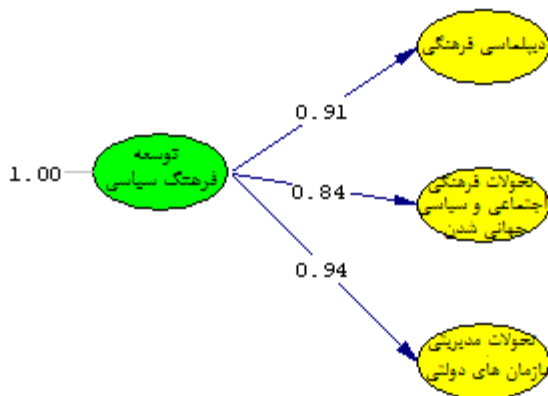 دیپلماسی فرهنگی
0.91
توسعه
فرهنگ سیاسی
1.00
تحولات فرهنگی
اجتماعی و سیاسی
جهانی شدن
0.84
0.94
تحولات مدیریتی
سازمان های دولتی